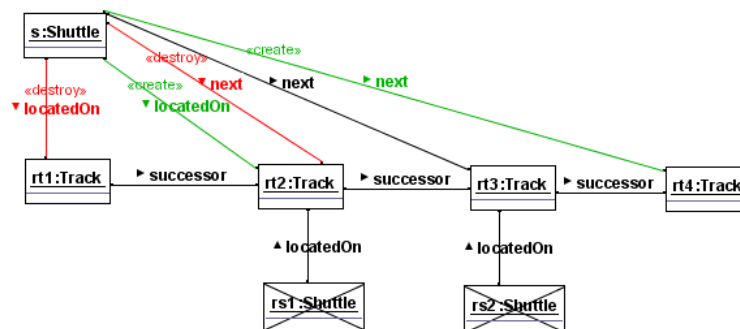 s:Shuttle
«create»
«destroy»
► next
► next
► next
«destroy»
«create»
▼ locatedOn
▼ locatedOn
rt1:Track
► successor
rt2:Track
► successor
rt3:Track
► successor
rt4:Track
▲ locatedOn
▲ locatedOn
rs1:Shuttle
rs2:Shuttle